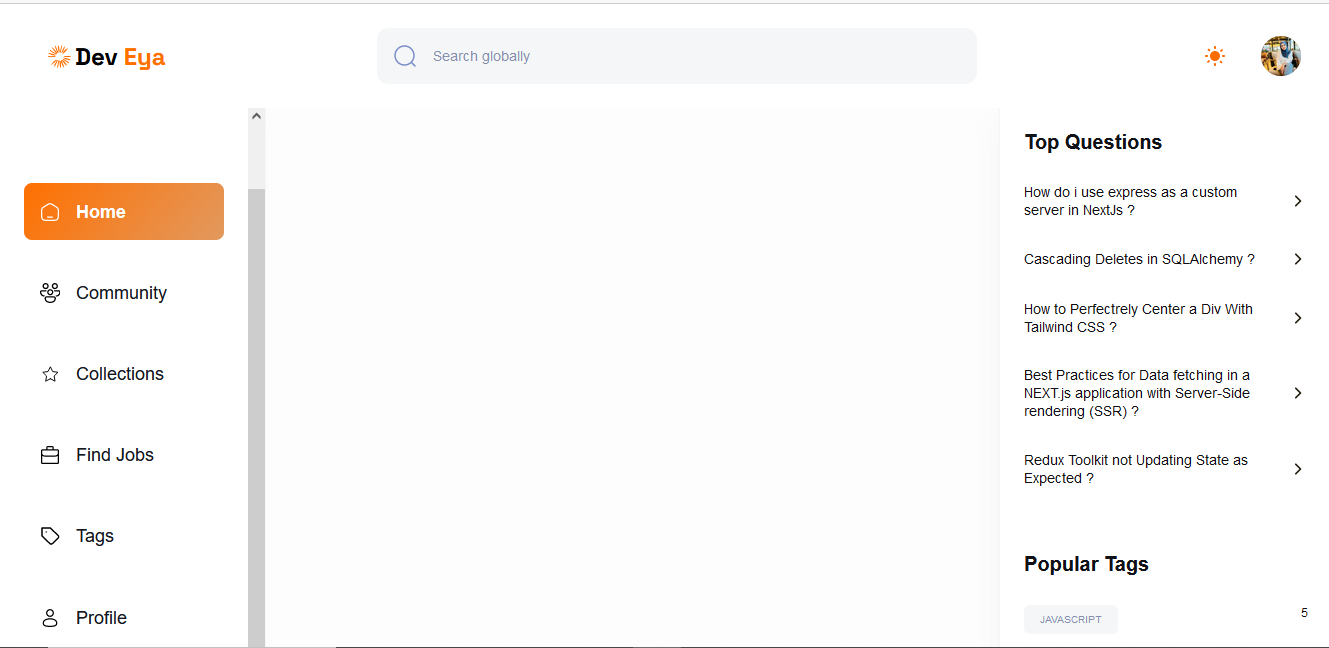 Dev Eya
Search globally
Home
Community
Collections
Find Jobs
Tags
Profile
Top Questions
How do i use express as a custom
server in NextJs ?
Cascading Deletes in SQLAlchemy ?
How to Perfectrely Center a Div With
Tailwind CSS ?
Best Practices for Data fetching in a
NEXT.js application with Server-Side
rendering (SSR) ?
Redux Toolkit not Updating State as
Expected ?
Popular Tags
JAVASCRIPT
5